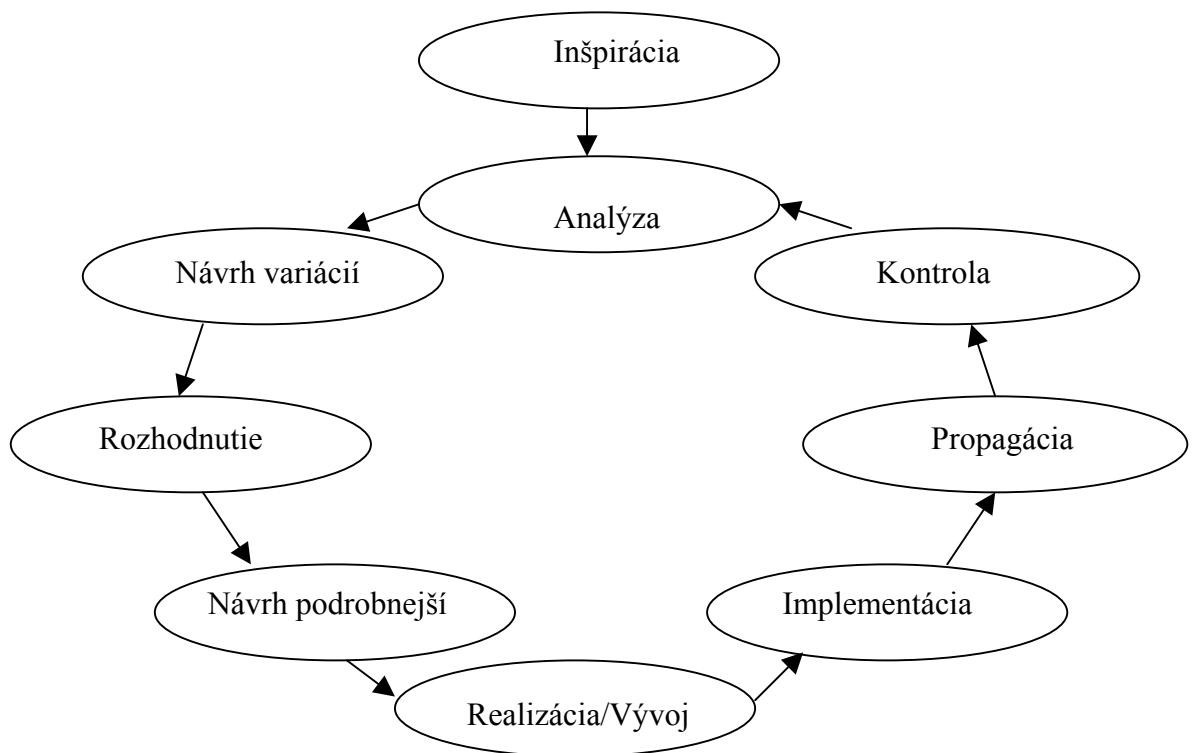 Inšpirácia
Analýza
Návrh variácií
Kontrola
Rozhodnutie
Propagácia
Návrh podrobnejší
Implementácia
Realizácia/Vývoj